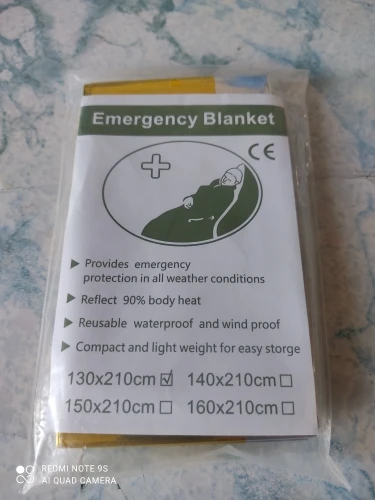 Emergency Blanket
CE
▶ Provides emergency
protection in all weather conditions
▶ Reflect 90% body heat
▶ Reusable waterproof and wind proof
▶ Compact and light weight for easy storge
130x210cm ☑ 140x210cm ☐
150x210cm ☐ 160x210cm ☐
REDMI NOTE 9S
AI QUAD CAMERA